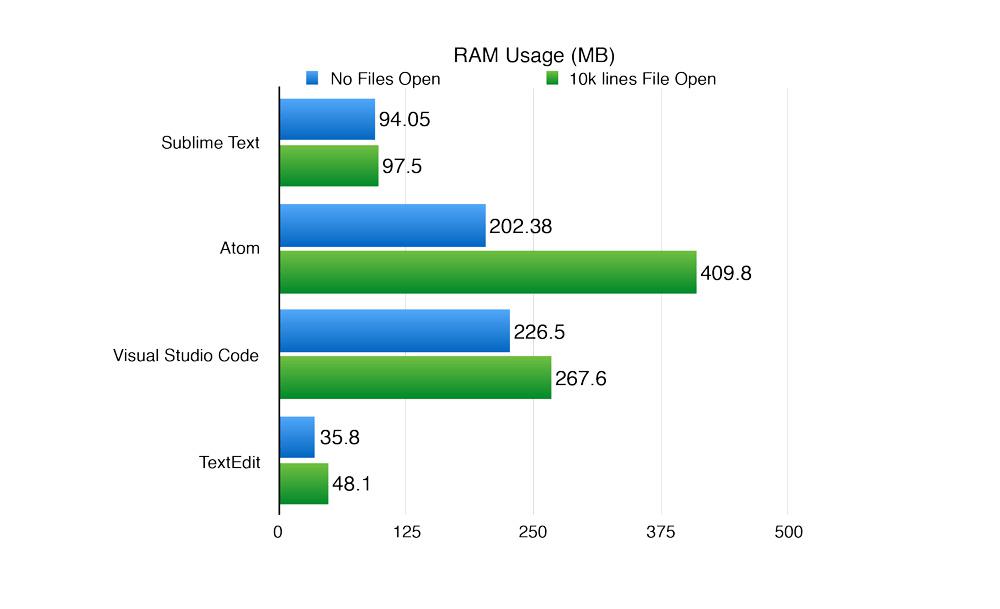 RAM Usage (MB)
No Files Open 10k lines File Open
94.05
Sublime Text
97.5
202.38
Atom
409.8
226.5
Visual Studio Code
267.6
35.8
TextEdit
48.1
0 125 250 375 500